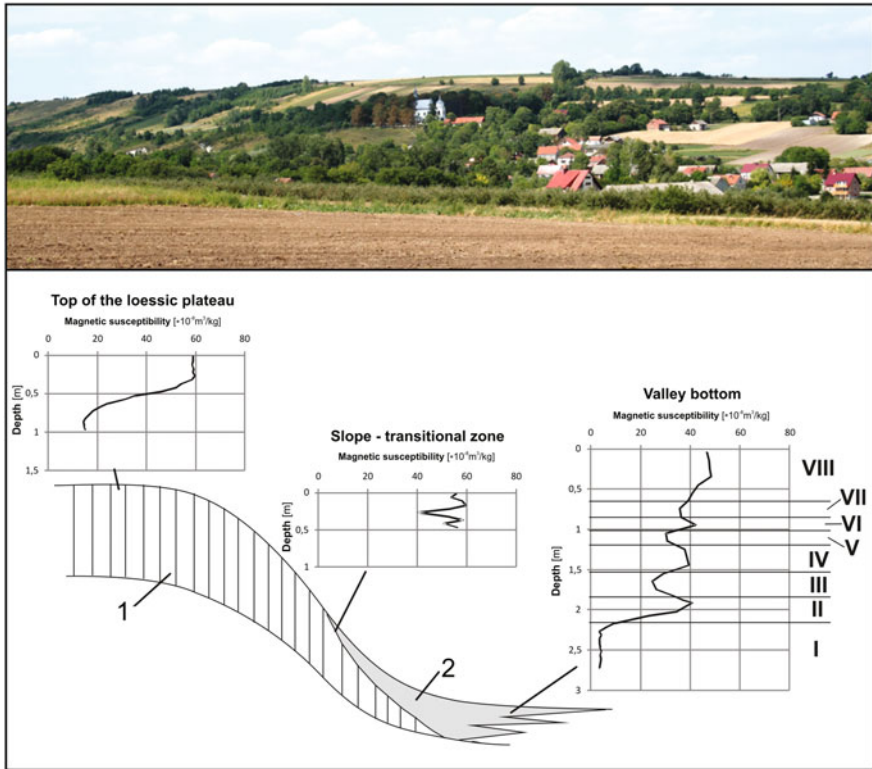 Top of the loessic plateau
Magnetic susceptibility [•10⁻⁸m³/kg]
0 20 40 60 80
0
0,5
1
1,5
Depth [m]
Slope - transitional zone
Magnetic susceptibility [•10⁻⁸m³/kg]
0 20 40 60 80
0
0,5
1
Depth [m]
Valley bottom
Magnetic susceptibility [•10⁻⁸m³/kg]
0 20 40 60 80
0
0,5
1
1,5
2
2,5
3
Depth [m]
VIII
VII
VI
V
IV
III
II
I
1
2